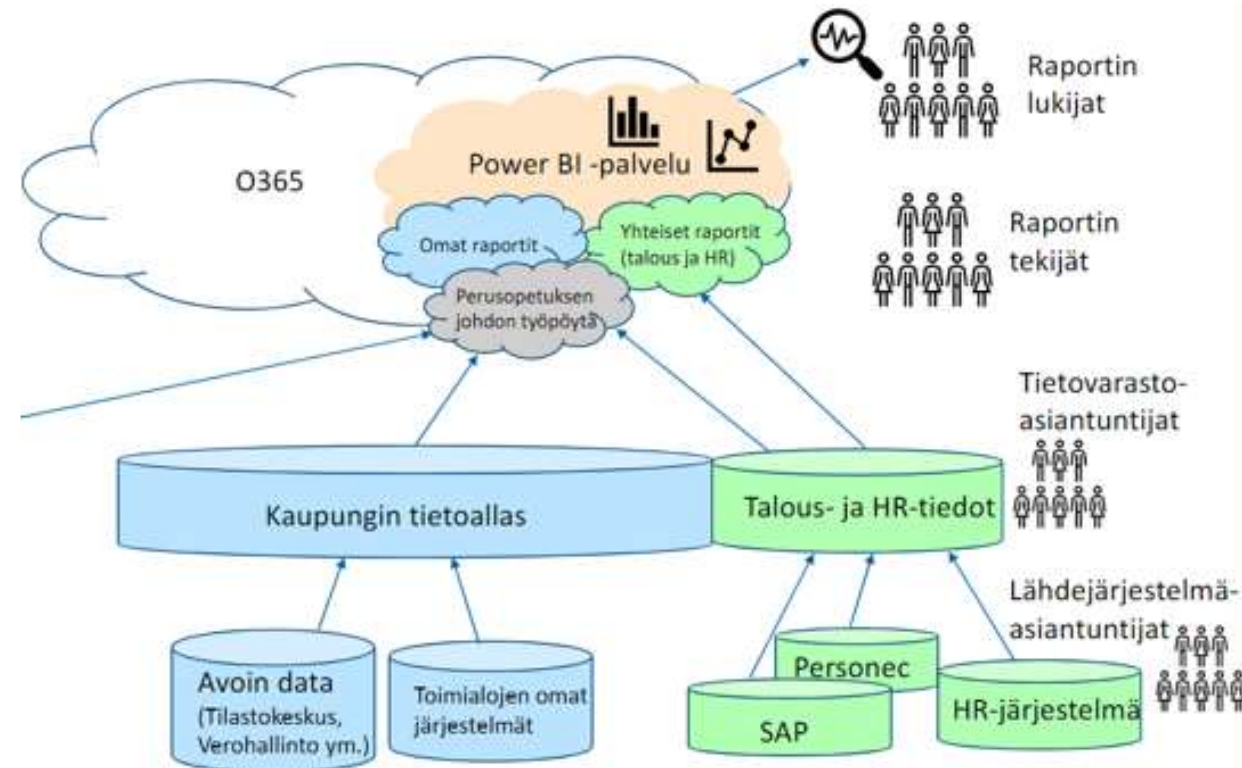 Raportin
lukijat
O365
Power BI -palvelu
Omat raportit
Yhteiset raportit
(talous ja HR)
Perusopetuksen
johdon työpöytä
Raportin
tekijät
Tietovarasto-
asiantuntijat
Kaupungin tietoallas
Talous- ja HR-tiedot
Lähdejärjestelmä-
asiantuntijat
Avoin data
(Tilastokeskus,
Verohallinto ym.)
Toimialojen omat
järjestelmät
Personec
SAP
HR-järjestelmä